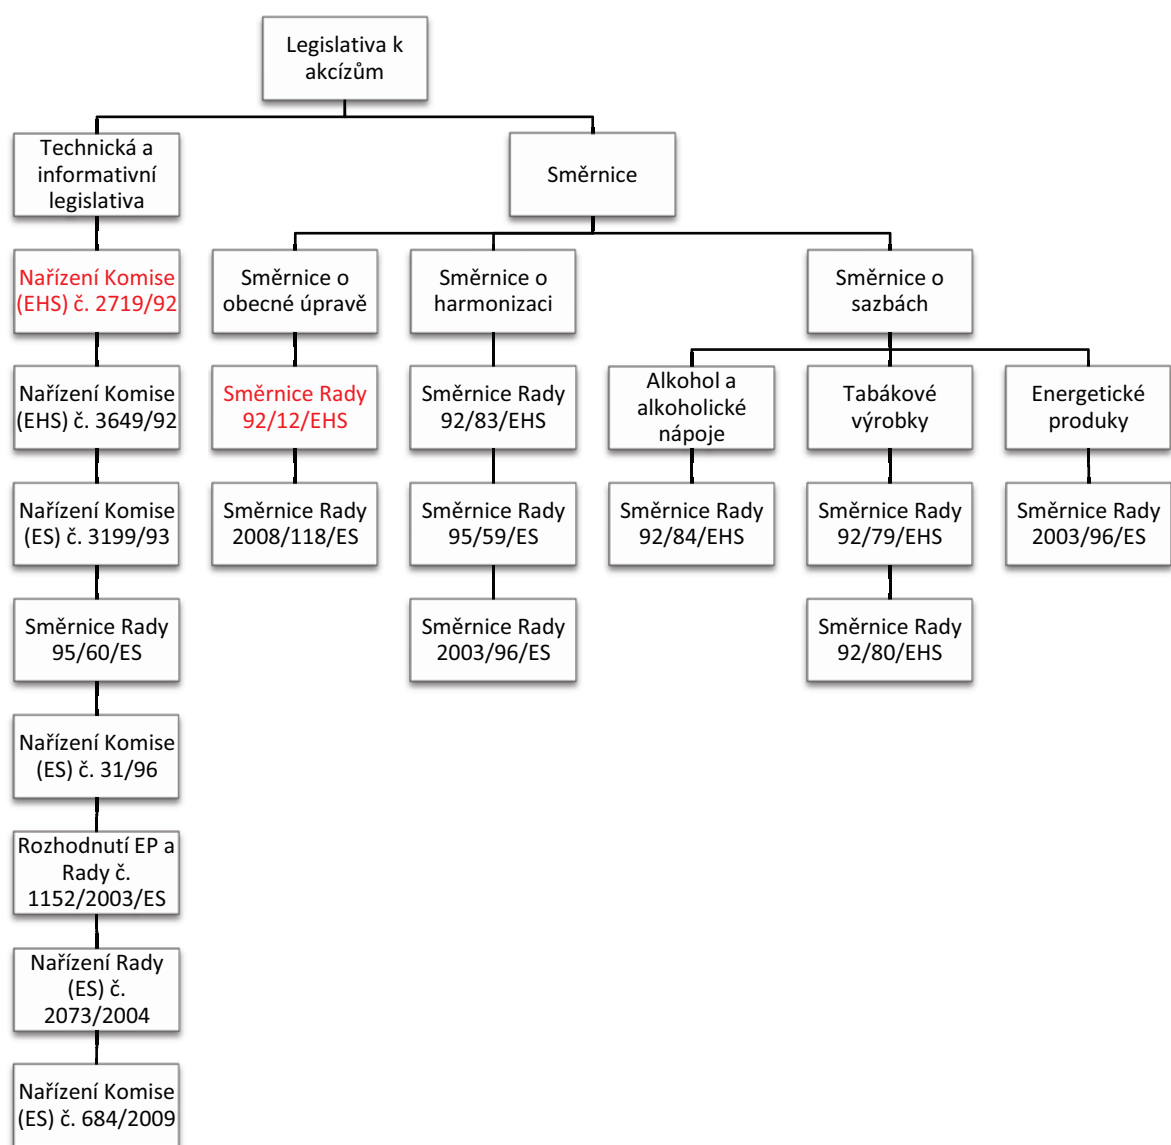 Legislativa k
akcízům
Technická a
informativní
legislativa
Směrnice
Nařízení Komise
(EHS) č. 2719/92
Směrnice o
obecné úpravě
Směrnice o
harmonizaci
Směrnice o
sazbách
Nařízení Komise
(EHS) č. 3649/92
Směrnice Rady
92/12/EHS
Směrnice Rady
92/83/EHS
Alkohol a
alkoholické
nápoje
Tabákové
výrobky
Energetické
produky
Nařízení Komise
(ES) č. 3199/93
Směrnice Rady
2008/118/ES
Směrnice Rady
95/59/ES
Směrnice Rady
92/84/EHS
Směrnice Rady
92/79/EHS
Směrnice Rady
2003/96/ES
Směrnice Rady
95/60/ES
Směrnice Rady
2003/96/ES
Směrnice Rady
92/80/EHS
Nařízení Komise
(ES) č. 31/96
Rozhodnutí EP a
Rady č.
1152/2003/ES
Nařízení Rady
(ES) č.
2073/2004
Nařízení Komise
(ES) č. 684/2009